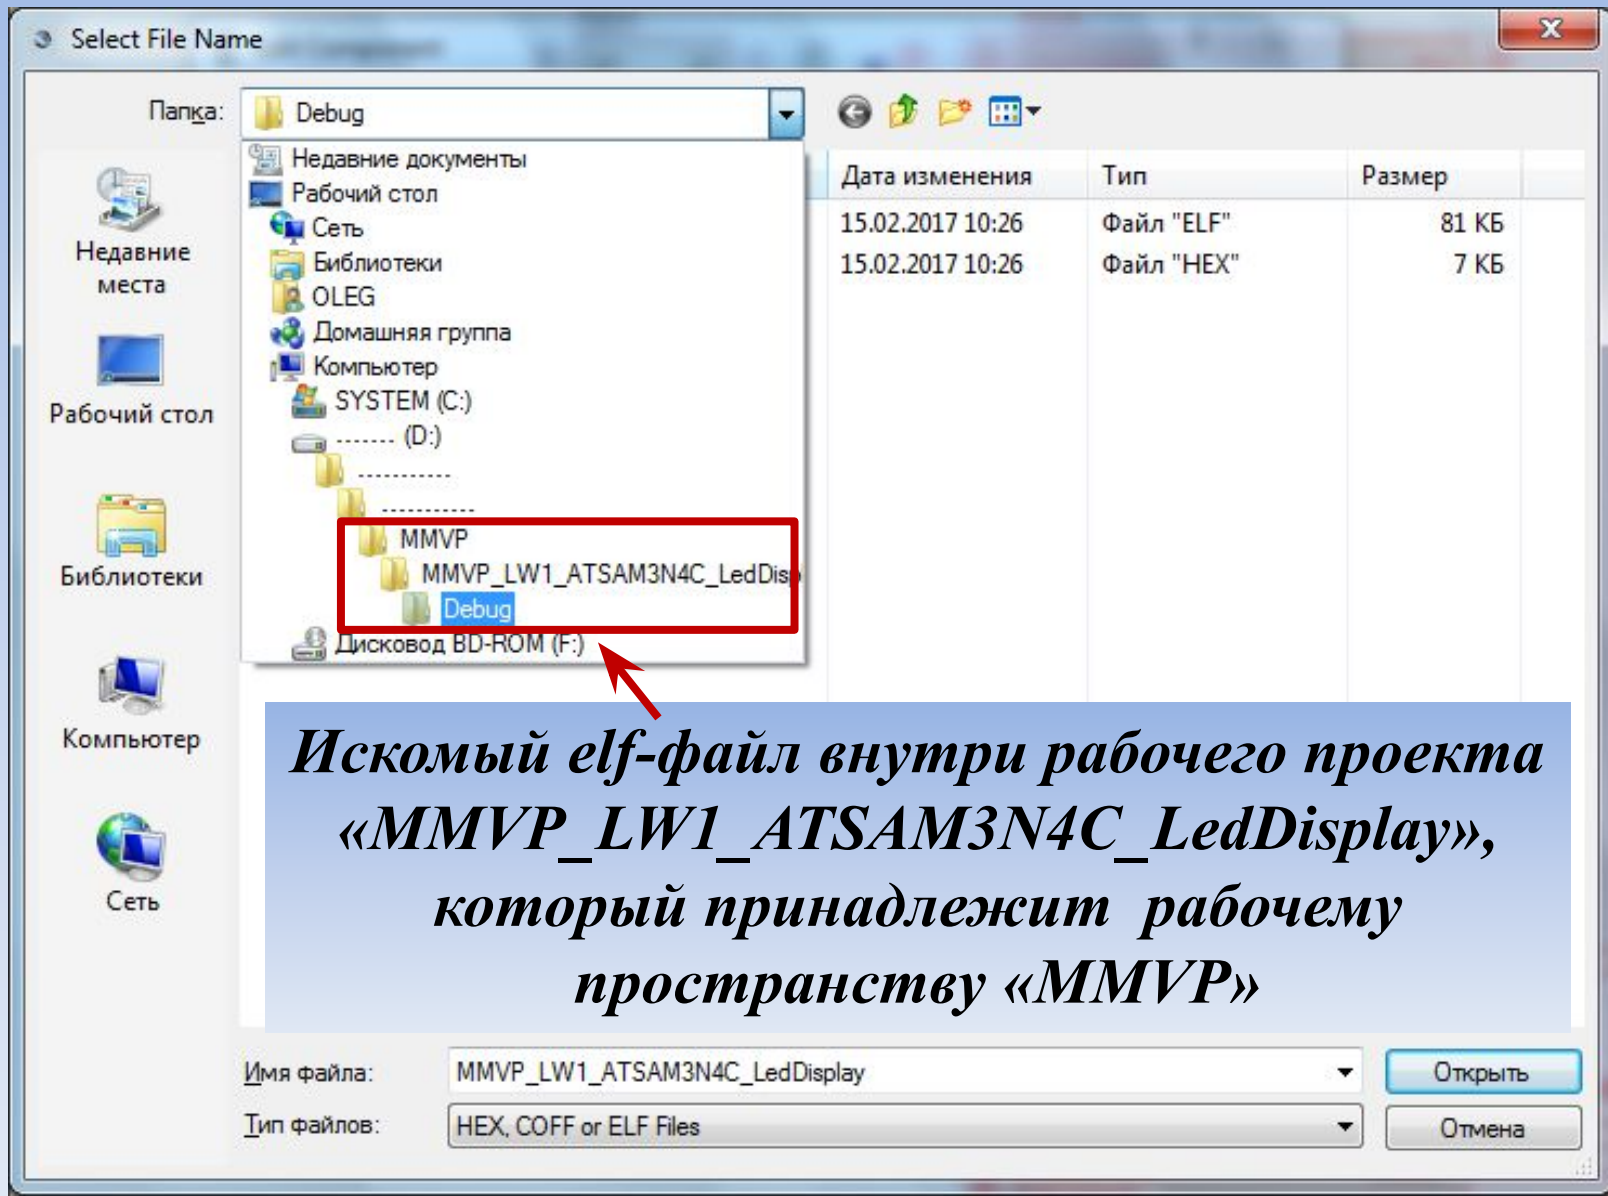 Select File Name
Папка:
Debug
Недавние документы
Рабочий стол
Сеть
Библиотеки
OLEG
Домашняя группа
Компьютер
SYSTEM (C:)
------- (D:)
-----------
-----------
MMVP
MMVP_LW1_ATSAM3N4C_LedDisp
Debug
Дисковод BD-ROM (F:)
Дата изменения Тип Размер
15.02.2017 10:26 Файл "ELF" 81 КБ
15.02.2017 10:26 Файл "HEX" 7 КБ
Недавние
места
Рабочий стол
Библиотеки
Компьютер
Сеть
Искомый elf-файл внутри рабочего проекта
«MMVP_LW1_ATSAM3N4C_LedDisplay»,
который принадлежит рабочему
пространству «MMVP»
Имя файла: MMVP_LW1_ATSAM3N4C_LedDisplay Открыть
Тип файлов: HEX, COFF or ELF Files Отмена